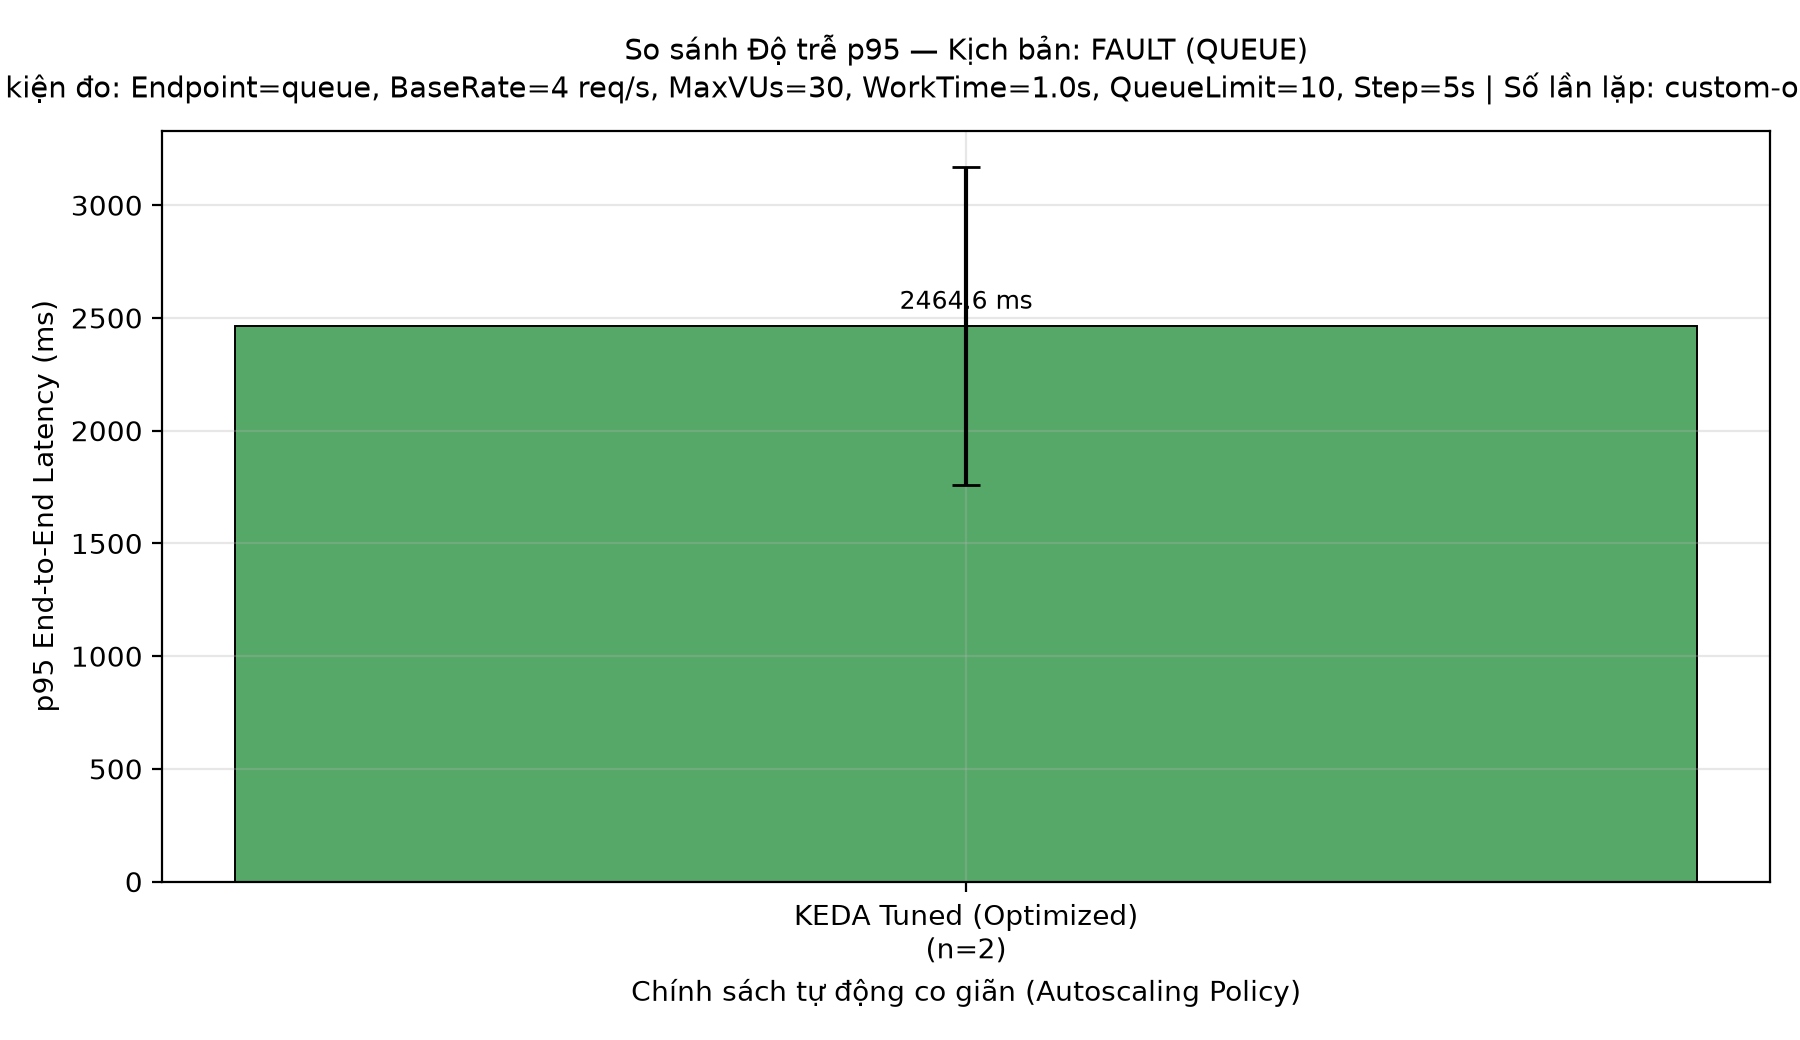 So sánh Độ trễ p95 — Kịch bản: FAULT (QUEUE)
kiện đo: Endpoint=queue, BaseRate=4 req/s, MaxVUs=30, WorkTime=1.0s, QueueLimit=10, Step=5s | Số lần lặp: custom-o
3000
2500
2000
1500
1000
500
0
p95 End-to-End Latency (ms)
2464.6 ms
KEDA Tuned (Optimized)
(n=2)
Chính sách tự động co giãn (Autoscaling Policy)